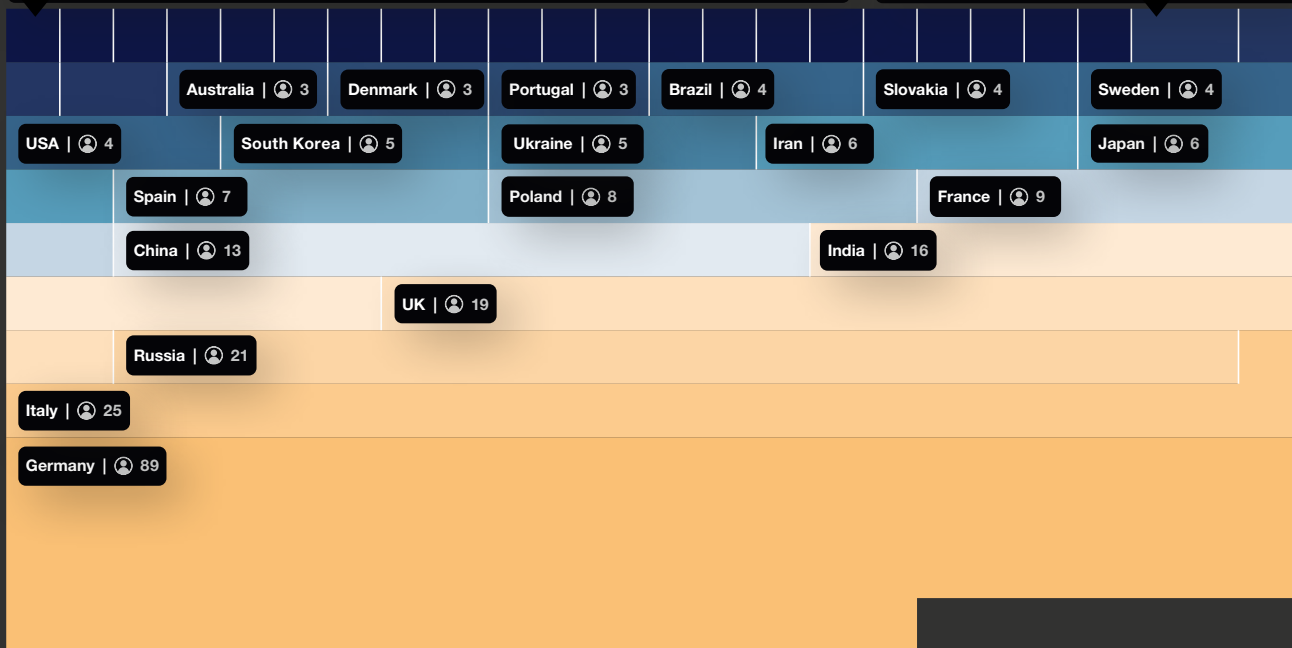 Australia | 3
Denmark | 3
Portugal | 3
Brazil | 4
Slovakia | 4
Sweden | 4
USA | 4
South Korea | 5
Ukraine | 5
Iran | 6
Japan | 6
Spain | 7
Poland | 8
France | 9
China | 13
India | 16
UK | 19
Russia | 21
Italy | 25
Germany | 89